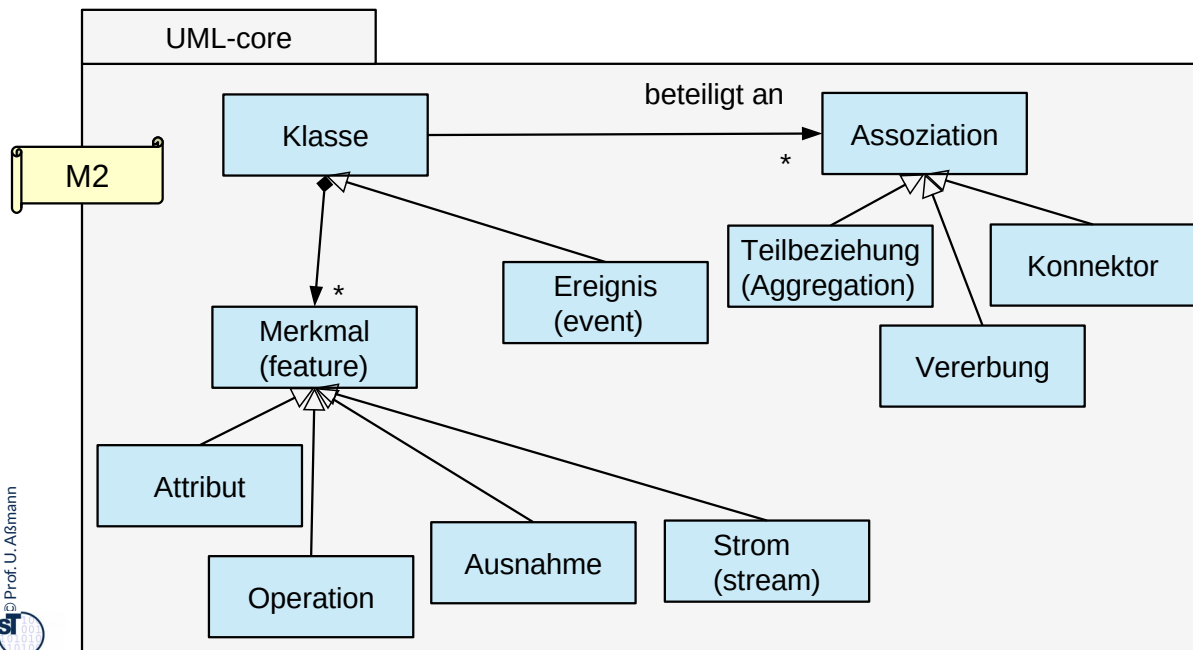 UML-core
beteiligt an
Klasse
Assoziation
*
M2
Teilbeziehung
(Aggregation)
Konnektor
Ereignis
(event)
*
Merkmal
(feature)
Vererbung
Attribut
Ausnahme
Strom
(stream)
Operation
© Prof. U. Aßmann
ST